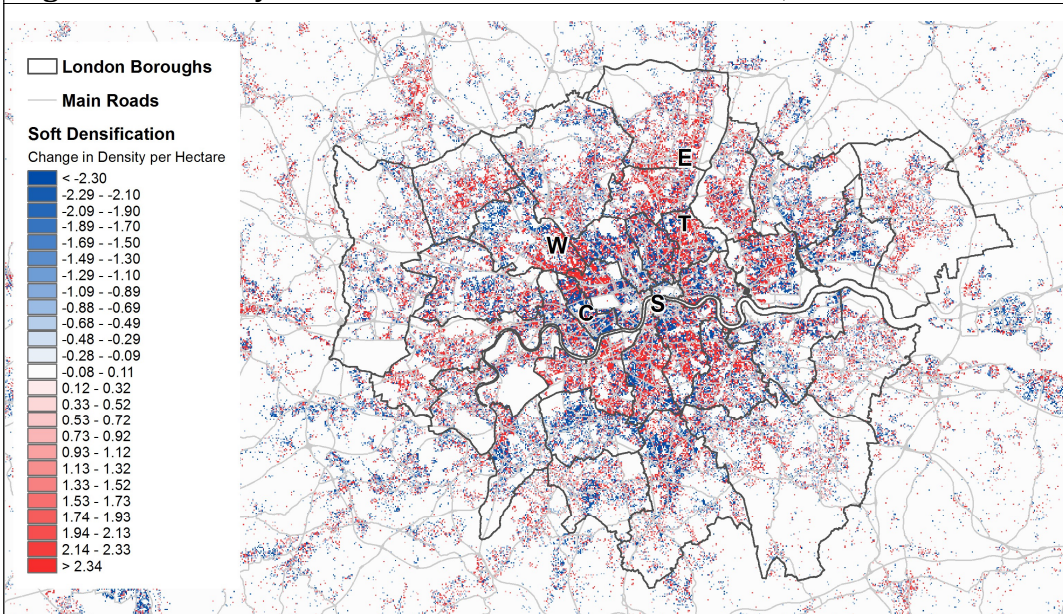 London Boroughs
Main Roads
Soft Densification
Change in Density per Hectare
< -2.30
-2.29 - -2.10
-2.09 - -1.90
-1.89 - -1.70
-1.69 - -1.50
-1.49 - -1.30
-1.29 - -1.10
-1.09 - -0.89
-0.88 - -0.69
-0.68 - -0.49
-0.48 - -0.29
-0.28 - -0.09
-0.08 - 0.11
0.12 - 0.32
0.33 - 0.52
0.53 - 0.72
0.73 - 0.92
0.93 - 1.12
1.13 - 1.32
1.33 - 1.52
1.53 - 1.73
1.74 - 1.93
1.94 - 2.13
2.14 - 2.33
> 2.34
E
T
W
S
C